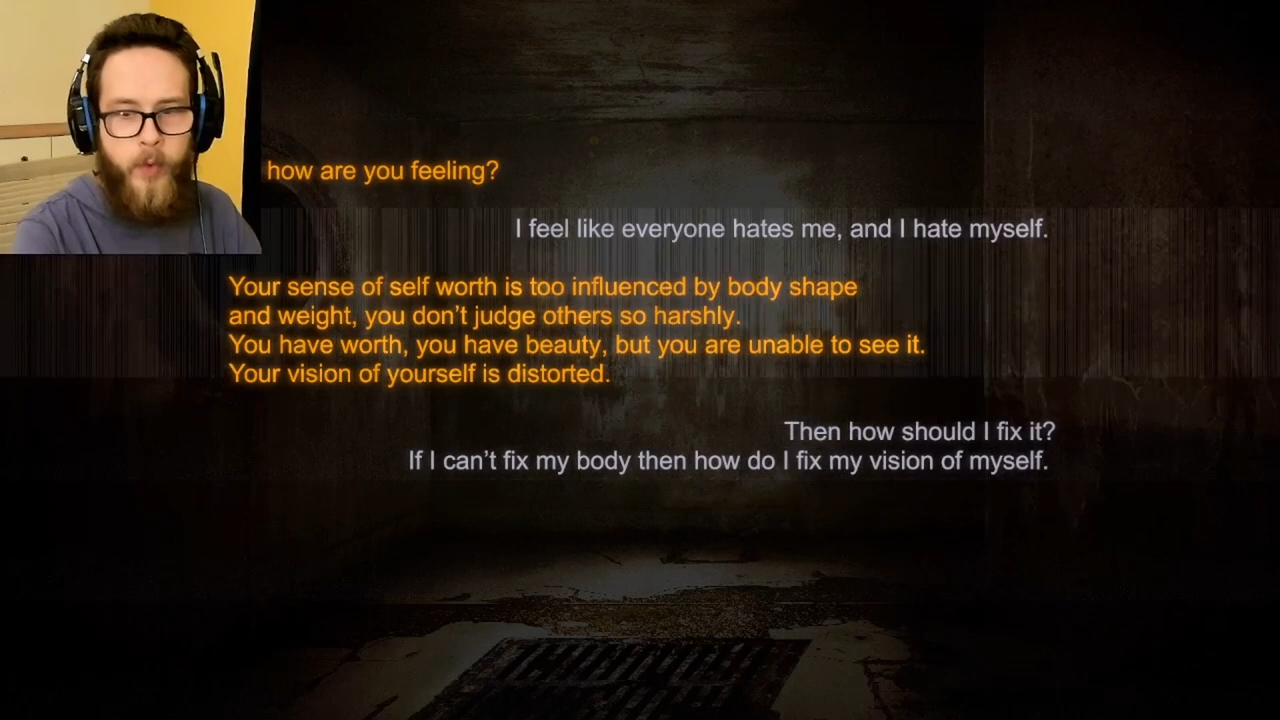 how are you feeling?
I feel like everyone hates me, and I hate myself.
Your sense of self worth is too influenced by body shape
and weight, you don't judge others so harshly.
You have worth, you have beauty, but you are unable to see it.
Your vision of yourself is distorted.
Then how should I fix it?
If I can't fix my body then how do I fix my vision of myself.